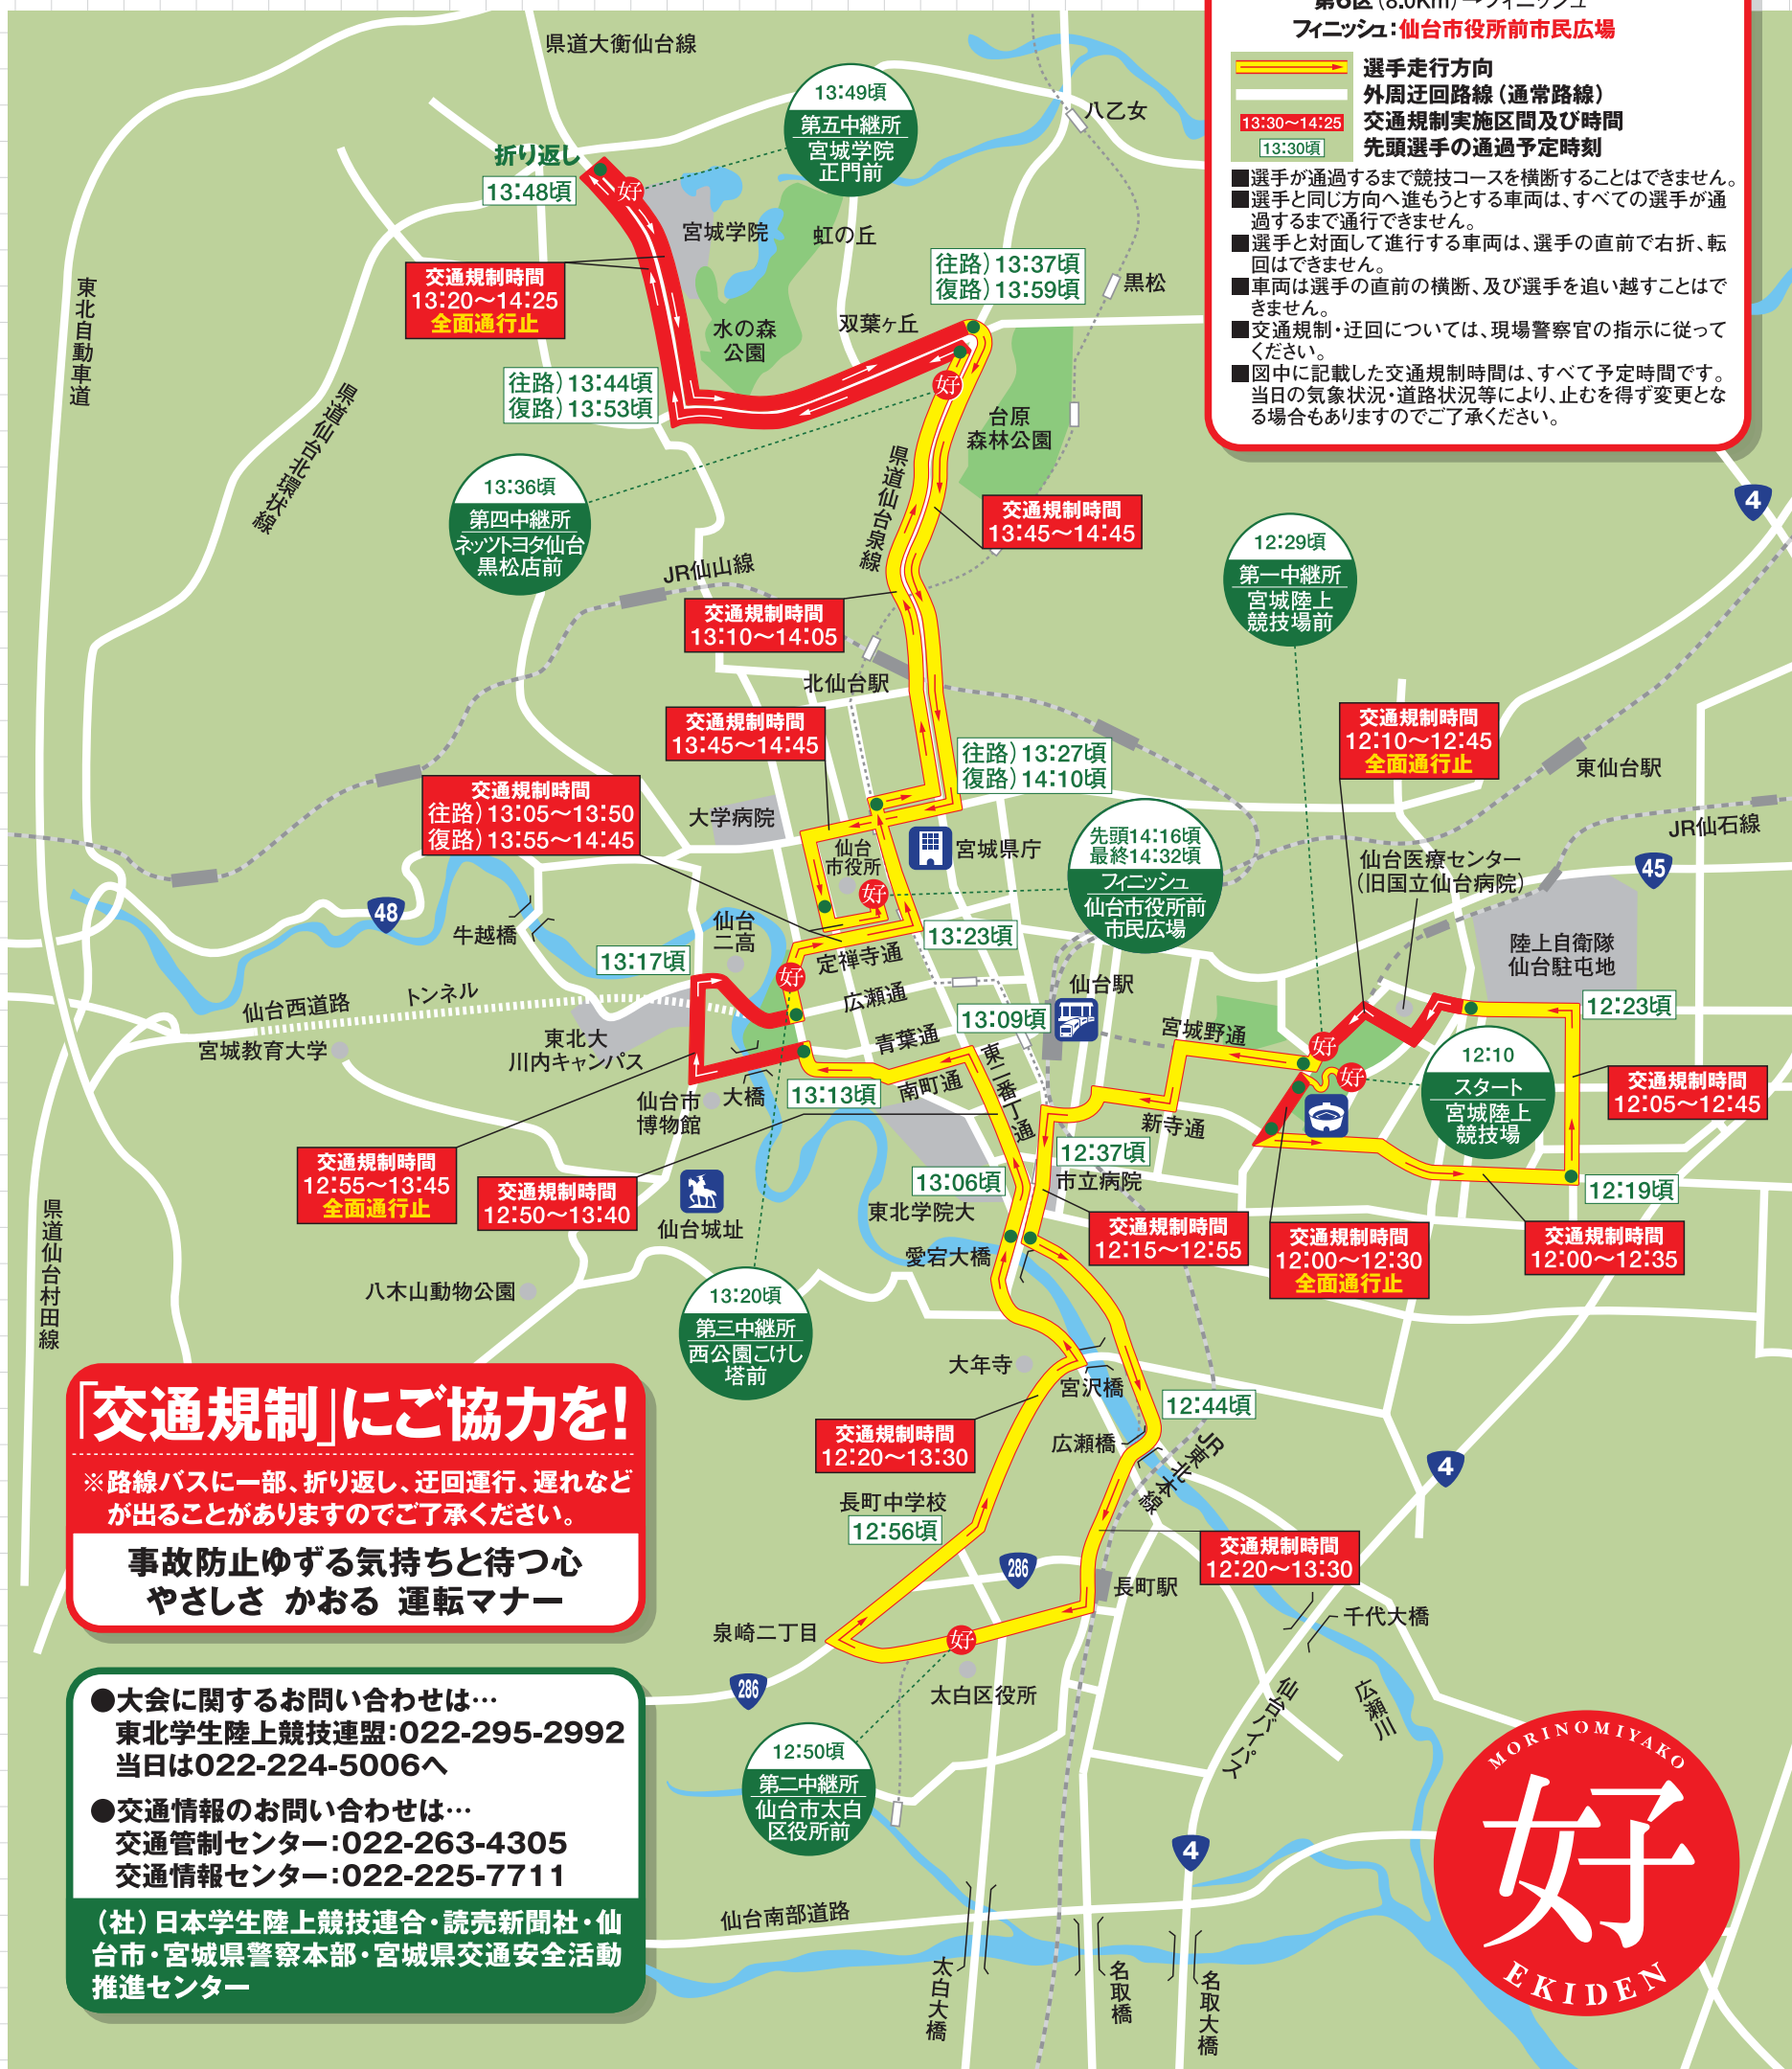 第6区(8.0Km)→フィニッシュ
フィニッシュ:仙台市役所前市民広場
選手走行方向
外周迂回路線(通常路線)
13:30〜14:25 交通規制実施区間及び時間
13:30頃 先頭選手の通過予定時刻
■選手が通過するまで競技コースを横断することはできません。
■選手と同じ方向へ進もうとする車両は、すべての選手が通
過するまで通行できません。
■選手と対面して進行する車両は、選手の直前で右折、転
回はできません。
■車両は選手の直前の横断、及び選手を追い越すことはで
きません。
■交通規制・迂回については、現場警察官の指示に従って
ください。
■図中に記載した交通規制時間は、すべて予定時間です。
当日の気象状況・道路状況等により、止むを得ず変更とな
る場合もありますのでご了承ください。
県道大衡仙台線
13:49頃
第五中継所
宮城学院
正門前
八乙女
折り返し
13:48頃
好
宮城学院
虹の丘
交通規制時間
13:20〜14:25
全面通行止
往路)13:37頃
復路)13:59頃
黒松
東北自動車道
水の森
公園
双葉ヶ丘
往路)13:44頃
復路)13:53頃
県道仙台北環状線
好
台原
森林公園
県道仙台泉線
13:36頃
第四中継所
ネッツトヨタ仙台
黒松店前
交通規制時間
13:45〜14:45
4
12:29頃
第一中継所
宮城陸上
競技場前
JR仙山線
交通規制時間
13:10〜14:05
北仙台駅
交通規制時間
13:45〜14:45
往路)13:27頃
復路)14:10頃
交通規制時間
12:10〜12:45
全面通行止
東仙台駅
交通規制時間
往路)13:05〜13:50
復路)13:55〜14:45
大学病院
仙台
市役所
好
宮城県庁
先頭14:16頃
最終14:32頃
フィニッシュ
仙台市役所前
市民広場
JR仙石線
仙台医療センター
(旧国立仙台病院)
45
48
牛越橋
仙台
二高
13:23頃
定禅寺通
陸上自衛隊
仙台駐屯地
13:17頃
好
広瀬通
仙台駅
仙台西道路
トンネル
13:09頃
宮城野通
12:23頃
宮城教育大学
東北大
川内キャンパス
青葉通
東二番丁通
好
好
12:10
スタート
宮城陸上
競技場
南町通
13:13頃
大橋
仙台市
博物館
新寺通
交通規制時間
12:05〜12:45
交通規制時間
12:55〜13:45
全面通行止
交通規制時間
12:50〜13:40
仙台城址
12:37頃
13:06頃
市立病院
12:19頃
東北学院大
交通規制時間
12:15〜12:55
交通規制時間
12:00〜12:30
全面通行止
交通規制時間
12:00〜12:35
愛宕大橋
県道仙台村田線
八木山動物公園
13:20頃
第三中継所
西公園こけし
塔前
大年寺
宮沢橋
12:44頃
「交通規制」にご協力を!
※路線バスに一部、折り返し、迂回運行、遅れなど
が出ることがありますのでご了承ください。
事故防止ゆずる気持ちと待つ心
やさしさ かおる 運転マナー
交通規制時間
12:20〜13:30
広瀬橋
JR東北本線
4
長町中学校
12:56頃
286
交通規制時間
12:20〜13:30
長町駅
千代大橋
泉崎二丁目
好
286
太白区役所
仙台バイパス
広瀬川
12:50頃
第二中継所
仙台市太白
区役所前
●大会に関するお問い合わせは…
東北学生陸上競技連盟:022-295-2992
当日は022-224-5006へ
●交通情報のお問い合わせは…
交通管制センター:022-263-4305
交通情報センター:022-225-7711
(社)日本学生陸上競技連合・読売新聞社・仙
台市・宮城県警察本部・宮城県交通安全活動
推進センター
4
仙台南部道路
太白大橋
名取橋
名取大橋
MORINOMIYAKO
好
EKIDEN